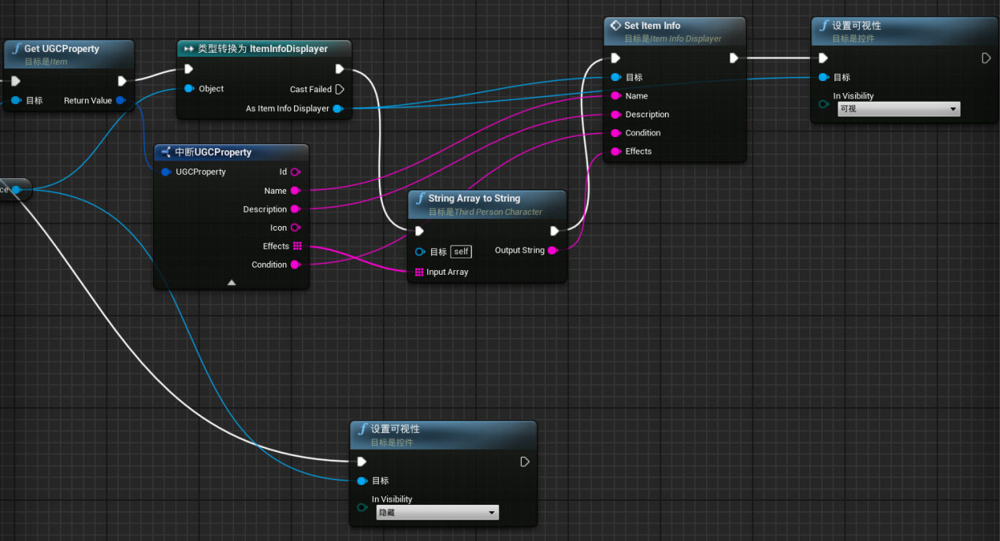 Get UGCProperty
目标是Item
目标
Return Value
类型转换为 ItemInfoDisplayer
Object
Cast Failed
As Item Info Displayer
Set Item Info
目标是Item Info Displayer
目标
Name
Description
Condition
Effects
设置可视性
目标是控件
目标
In Visibility
可视
ce
中断UGCProperty
UGCProperty
Id
Name
Description
Icon
Effects
Condition
String Array to String
目标是Third Person Character
目标
self
Output String
Input Array
设置可视性
目标是控件
目标
In Visibility
隐藏